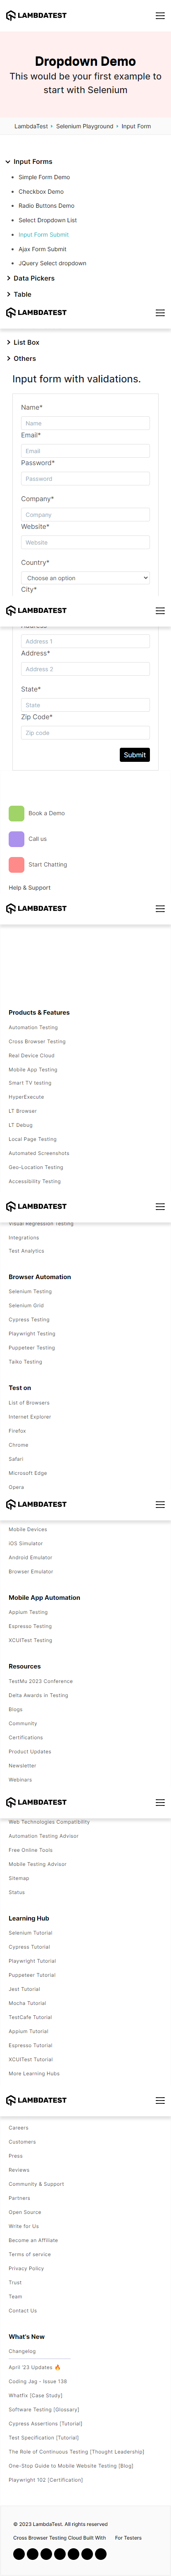 LAMBDATEST
Dropdown Demo
This would be your first example to
start with Selenium
LambdaTest
Selenium Playground
Input Form
Input Forms
Simple Form Demo
Checkbox Demo
Radio Buttons Demo
Select Dropdown List
Input Form Submit
Ajax Form Submit
JQuery Select dropdown
Data Pickers
Table
LAMBDATEST
List Box
Others
Input form with validations.
Name*
Name
Email*
Email
Password*
Password
Company*
Company
Website*
Website
Country*
Choose an option
City*
LAMBDATEST
Address 1
Address*
Address 2
State*
State
Zip Code*
Zip code
Submit
Book a Demo
Call us
Start Chatting
Help & Support
LAMBDATEST
Products & Features
Automation Testing
Cross Browser Testing
Real Device Cloud
Mobile App Testing
Smart TV testing
HyperExecute
LT Browser
LT Debug
Local Page Testing
Automated Screenshots
Geo-Location Testing
Accessibility Testing
LAMBDATEST
Visual Regression Testing
Integrations
Test Analytics
Browser Automation
Selenium Testing
Selenium Grid
Cypress Testing
Playwright Testing
Puppeteer Testing
Taiko Testing
Test on
List of Browsers
Internet Explorer
Firefox
Chrome
Safari
Microsoft Edge
Opera
LAMBDATEST
Mobile Devices
iOS Simulator
Android Emulator
Browser Emulator
Mobile App Automation
Appium Testing
Espresso Testing
XCUITest Testing
Resources
TestMu 2023 Conference
Delta Awards in Testing
Blogs
Community
Certifications
Product Updates
Newsletter
Webinars
LAMBDATEST
Web Technologies Compatibility
Automation Testing Advisor
Free Online Tools
Mobile Testing Advisor
Sitemap
Status
Learning Hub
Selenium Tutorial
Cypress Tutorial
Playwright Tutorial
Puppeteer Tutorial
Jest Tutorial
Mocha Tutorial
TestCafe Tutorial
Appium Tutorial
Espresso Tutorial
XCUITest Tutorial
More Learning Hubs
LAMBDATEST
Careers
Customers
Press
Reviews
Community & Support
Partners
Open Source
Write for Us
Become an Affiliate
Terms of service
Privacy Policy
Trust
Team
Contact Us
What's New
Changelog
April '23 Updates 🔥
Coding Jag - Issue 138
Whatfix [Case Study]
Software Testing [Glossary]
Cypress Assertions [Tutorial]
Test Specification [Tutorial]
The Role of Continuous Testing [Thought Leadership]
One-Stop Guide to Mobile Website Testing [Blog]
Playwright 102 [Certification]
© 2023 LambdaTest. All rights reserved
Cross Browser Testing Cloud Built With
For Testers